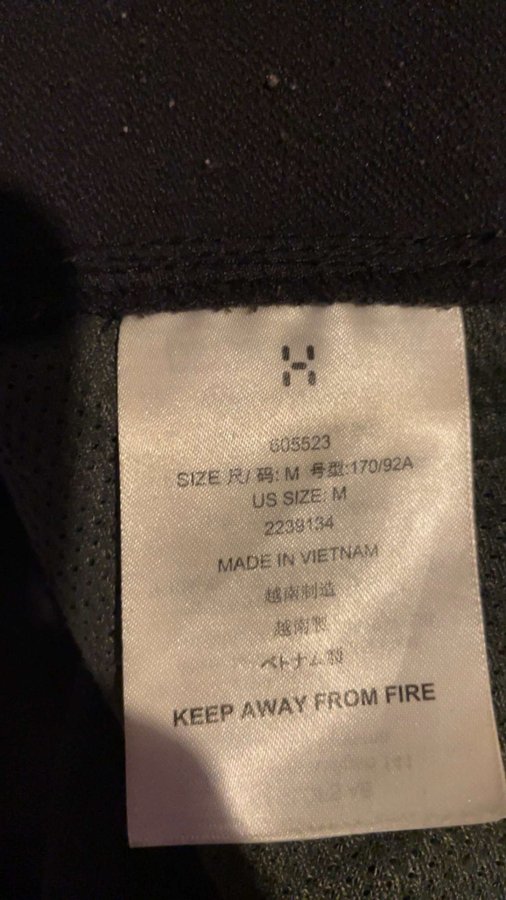 H
605523
SIZE 尺/ 码: M 号型:170/92A
US SIZE: M
2239134
MADE IN VIETNAM
越南制造
越南製
ベトナム製
KEEP AWAY FROM FIRE